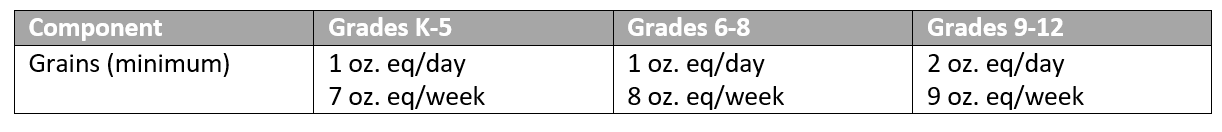 Component Grades K-5 Grades 6-8 Grades 9-12
Grains (minimum) 1 oz. eq/day 1 oz. eq/day 2 oz. eq/day
7 oz. eq/week 8 oz. eq/week 9 oz. eq/week